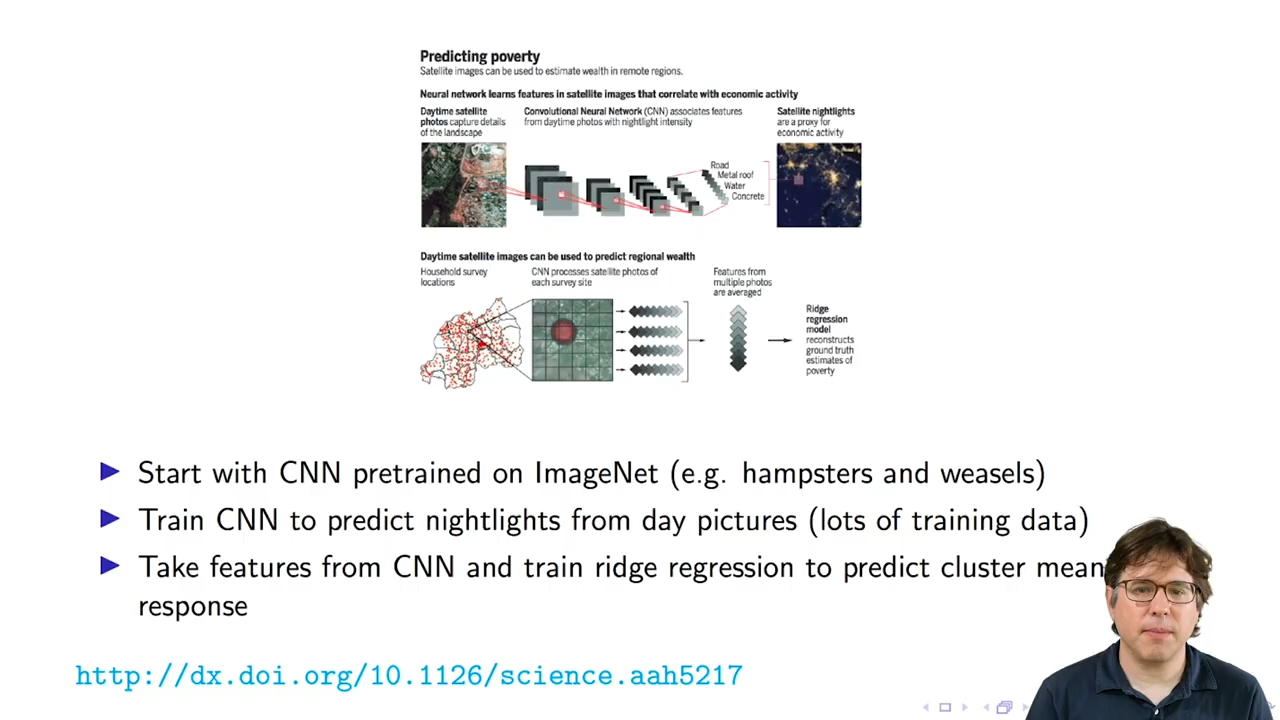 Predicting poverty
Satellite images can be used to estimate wealth in remote regions.
Neural network learns features in satellite images that correlate with economic activity
Daytime satellite
photos capture details
of the landscape
Convolutional Neural Network (CNN) associates features
from daytime photos with nightlight intensity
Satellite nightlights
are a proxy for
economic activity
Road
Metal roof
Water
Concrete
Daytime satellite images can be used to predict regional wealth
Household survey
locations
CNN processes satellite photos of
each survey site
Features from
multiple photos
are averaged
Ridge
regression
model
reconstructs
ground truth
estimates of
poverty
Start with CNN pretrained on ImageNet (e.g. hampsters and weasels)
Train CNN to predict nightlights from day pictures (lots of training data)
Take features from CNN and train ridge regression to predict cluster mean
response
http://dx.doi.org/10.1126/science.aah5217